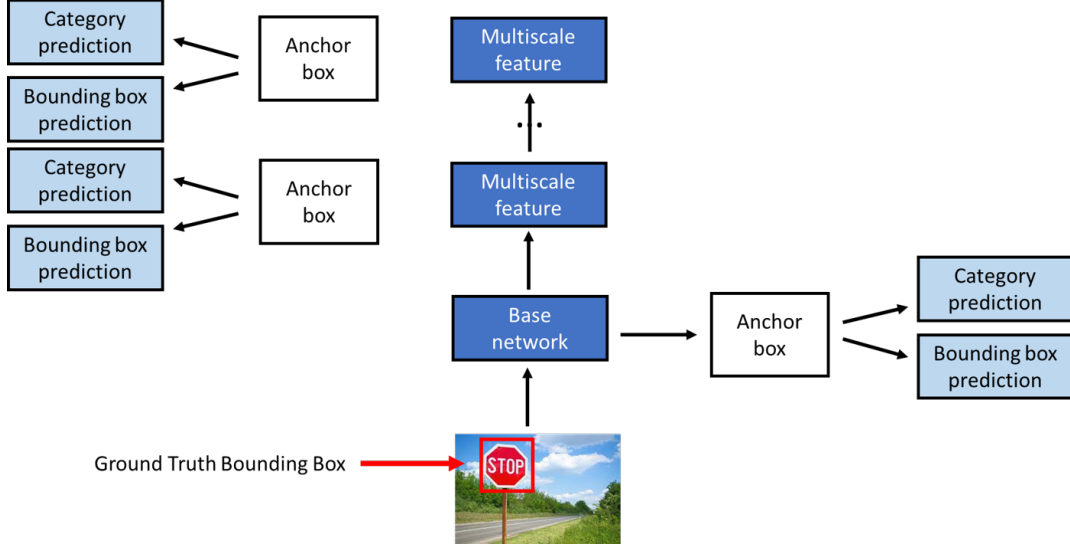 Category
prediction
Bounding box
prediction
Anchor
box
Multiscale
feature
...
Category
prediction
Bounding box
prediction
Anchor
box
Multiscale
feature
Base
network
Anchor
box
Category
prediction
Bounding box
prediction
Ground Truth Bounding Box
STOP